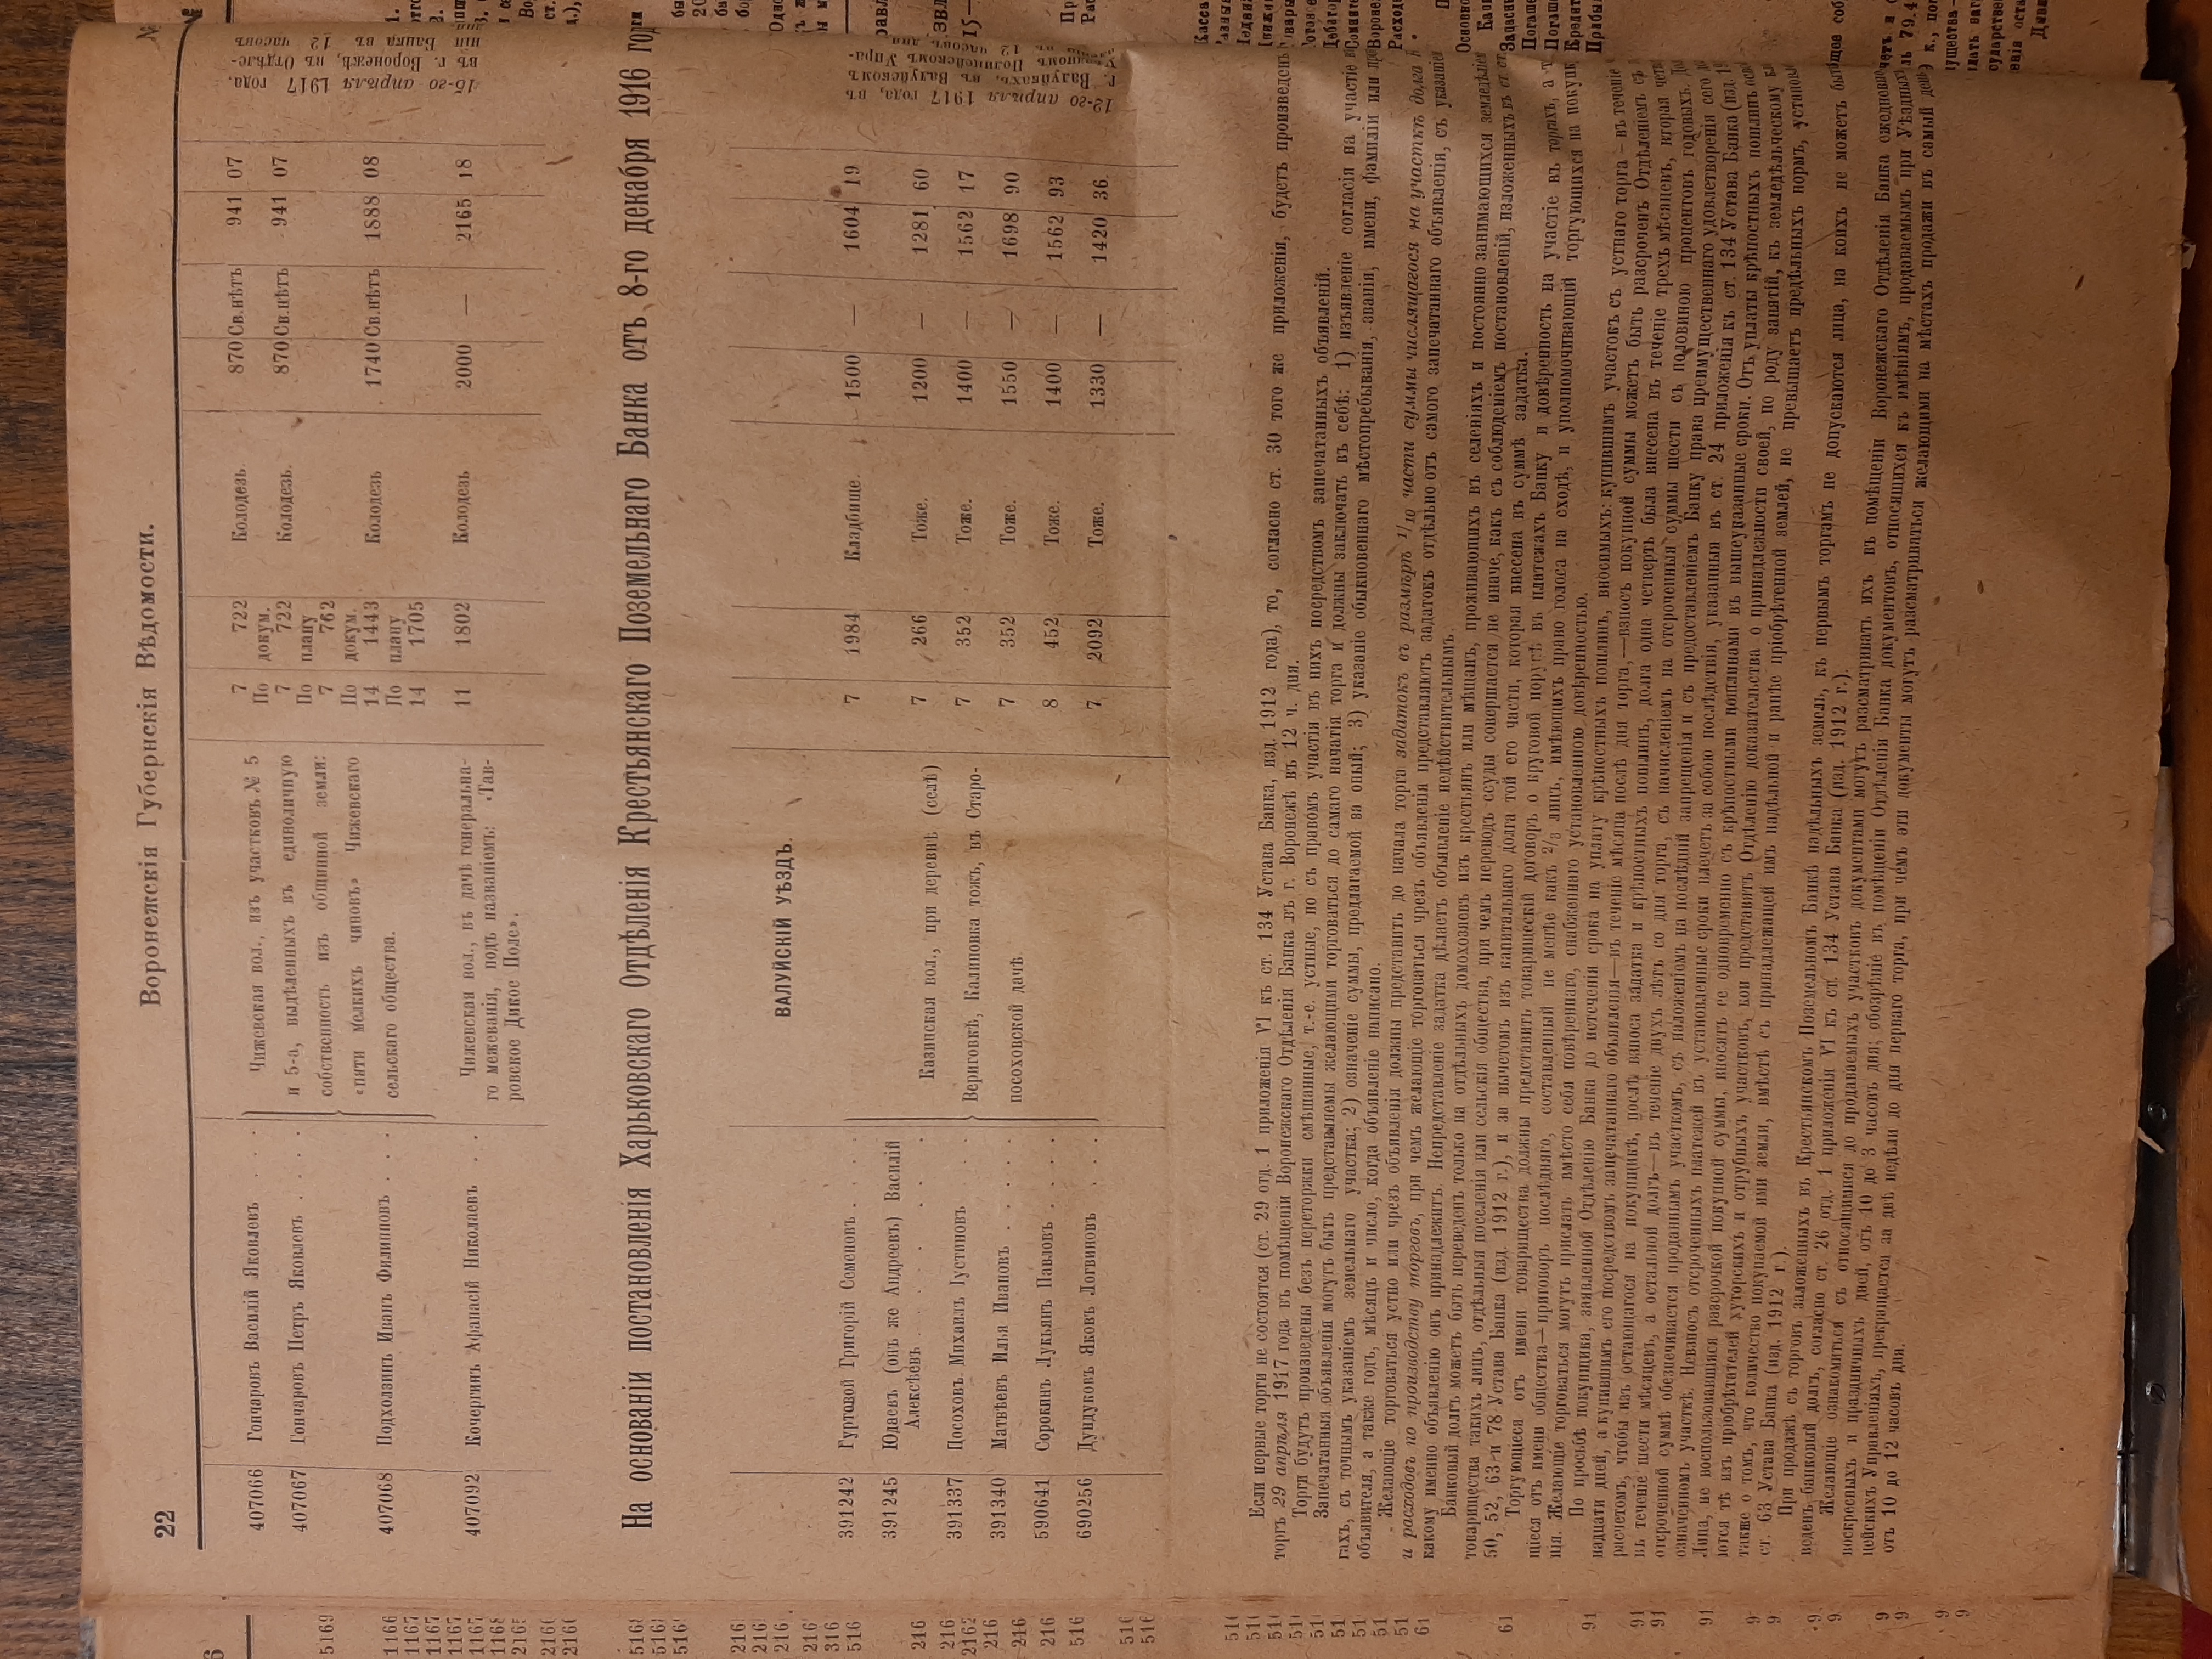 22
Воронежскія Губернскія Вѣдомости.
№
407066 Гончаровъ Василій Яковлевъ . . .
407067 Гончаровъ Петръ Яковлевъ . . . .
407068 Подхолзинъ Иванъ Филипповъ . . .
Чижевская вол., изъ участковъ № 5
и 5-а, выдѣленныхъ въ единоличную
собственность изъ общинной земли:
«пяти мелкихъ чиновъ» Чижевскаго
сельскаго общества.
7 722 Колодезь. 870 Св.нѣтъ 941 07
По докум.
7 722 Колодезь. 870 Св.нѣтъ 941 07
По плану
7 762
По докум.
14 1443 Колодезь 1740 Св.нѣтъ 1888 08
По плану
14 1705
407092 Кочергинъ Афанасій Николаевъ . .
Чижевская вол., въ дачѣ генеральна-
го межеванія, подъ названіемъ: «Тав-
ровское Дикое Поле».
11 1802 Колодезь 2000 — 2165 18
15-го апрѣля 1917 года.
въ г. Воронежѣ, въ Отдѣле-
ніи Банка въ 12 часовъ
На основаніи постановленія Харьковскаго Отдѣленія Крестьянскаго Поземельнаго Банка отъ 8-го декабря 1916
ВАЛУЙСКІЙ УѢЗДЪ.
391242 Гуртовой Григорій Семеновъ . . . .
391245 Юдаевъ (онъ же Андреевъ) Василій
Алексѣевъ . . . . . . . .
391337 Посоховъ Михаилъ Іустиновъ . .
391340 Матвѣевъ Илья Ивановъ . . . . .
590641 Сорокинъ Лукьянъ Павловъ . . . .
690256 Дундуковъ Яковъ Логвиновъ . . .
Казинская вол., при деревнѣ (селѣ)
Вериговкѣ, Калиновка тожъ, въ Старо-
посоховской дачѣ
7 1984 Кладбище. 1500 — 1604 19
7 266 Тоже. 1200 — 1281 60
7 352 Тоже. 1400 — 1562 17
7 352 Тоже. 1550 — 1698 90
8 452 Тоже. 1400 — 1562 93
7 2092 Тоже. 1330 — 1420 36
12-го апрѣля 1917 года, въ
г. Валуйкахъ, въ Валуйскомъ
Уѣздномъ Полицейскомъ Упра-
въ 12 часовъ дня
Если первые торги не состоятся (ст. 29 отд. 1 приложенія VI къ ст. 134 Устава Банка, изд. 1912 года), то, согласно ст. 30 того же приложенія, будетъ произведенъ
торгъ 29 апрѣля 1917 года въ помѣщеніи Воронежскаго Отдѣленія Банка въ г. Воронежѣ въ 12 ч. дня.
Торги будутъ произведены безъ переторжки смѣшанные, т.-е. устные, но съ правомъ участія въ нихъ посредствомъ запечатанныхъ объявленій.
Запечатанныя объявленія могутъ быть представляемы желающими торговаться до самаго начатія торга и должны заключать въ себѣ: 1) изъявленіе согласія на участіе
гахъ, съ точнымъ указаніемъ земельнаго участка; 2) означеніе суммы, предлагаемой за оный; 3) указаніе обыкновеннаго мѣстопребыванія, званія, имени, фамиліи или
объявителя, а также годъ, мѣсяцъ и число, когда объявленіе написано.
Желающіе торговаться устно или чрезъ объявленія должны представить до начала торга задатокъ въ размѣрѣ 1/10 части суммы числящагося на участкѣ долга
и расходовъ по производству торговъ, при чемъ желающіе торговаться чрезъ объявленія представляютъ задатокъ отдѣльно отъ самого запечатаннаго объявленія, съ указаніемъ
какому именно объявленію онъ принадлежитъ. Непредставленіе задатка дѣлаетъ объявленіе недѣйствительнымъ.
Банковый долгъ можетъ быть переведенъ только на отдѣльныхъ домохозяевъ изъ крестьянъ или мѣщанъ, проживающихъ въ селеніяхъ и постоянно занимающихся земледѣліемъ
товарищества такихъ лицъ, отдѣльныя поселенія или сельскія общества, при чемъ переводъ ссуды совершается не иначе, какъ съ соблюденіемъ постановленій, изложенныхъ въ ст. ст.
50, 52, 63 и 78 Устава Банка (изд. 1912 г.), и за вычетомъ изъ капитальнаго долга той его части, которая внесена въ суммѣ задатка.
Торгующіеся отъ имени товарищества должны представить товарищескій договоръ о круговой порукѣ въ платежахъ Банку и довѣренность на участіе въ торгахъ, а
щіеся отъ имени общества—приговоръ послѣдняго, составленный не менѣе какъ 2/3 лицъ, имѣющихъ право голоса на сходѣ, и уполномочивающій торгующихся на покупк
нія. Желающіе торговаться могутъ прислать вмѣсто себя повѣреннаго, снабженнаго установленною довѣренностью.
По просьбѣ покупщика, заявленной Отдѣленію Банка до истеченія срока на уплату крѣпостныхъ пошлинъ, вносимыхъ: купившимъ участокъ съ устнаго торга – въ теченіе
надцати дней, а купившимъ его посредствомъ запечатаннаго объявленія—въ теченіе мѣсяца послѣ дня торга,—взносъ покупной суммы можетъ быть разсроченъ Отдѣленіемъ съ
расчетомъ, чтобы изъ остающагося на покупщикѣ, послѣ взноса задатка и крѣпостныхъ пошлинъ, долга одна четверть была внесена въ теченіе трехъ мѣсяцевъ, вторая
въ теченіе шести мѣсяцевъ, а остальной долгъ—въ теченіе двухъ лѣтъ со дня торга, съ начисленіемъ на отсроченныя суммы шести съ половиною процентовъ годовыхъ.
отсроченной суммѣ обезпечивается проданнымъ участкомъ, съ наложеніемъ на послѣдній запрещенія и съ предоставленіемъ Банку права преимущественнаго удовлетворенія сего
означенномъ участкѣ. Невзносъ отсроченныхъ платежей въ установленные сроки влечетъ за собою послѣдствія, указанныя въ ст. 24 приложенія къ ст. 134 Устава Банка (изд.
Лица, не воспользовавшіяся разсрочкой покупной суммы, вносятъ ее одновременно съ крѣпостными пошлинами въ вышеуказанные сроки. Отъ уплаты крѣпостныхъ пошлинъ
ются тѣ изъ пріобрѣтателей хуторскихъ и отрубныхъ участковъ, кои представятъ Отдѣленію доказательства о принадлежности своей, по роду занятій, къ земледѣльческому
также о томъ, что количество покупаемой ими земли, вмѣстѣ съ принадлежащей имъ надѣльной и ранѣе пріобрѣтенной землей, не превышаетъ предѣльныхъ нормъ,
ст. 63 Устава Банка (изд. 1912 г.).
При продажѣ съ торговъ заложенныхъ въ Крестьянскомъ Поземельномъ Банкѣ надѣльныхъ земель, къ первымъ торгамъ не допускаются лица, на коихъ не можетъ быть
веденъ банковый долгъ, согласно ст. 26 отд. 1 приложенія VI къ ст. 134 Устава Банка (изд. 1912 г.).
Желающіе ознакомиться съ относящимися до продаваемыхъ участковъ документами могутъ разсматривать ихъ въ помѣщеніи Воронежскаго Отдѣленія Банка ежедневно
воскресныхъ и праздничныхъ дней, отъ 10 до 3 часовъ дня; обозрѣніе въ помѣщеніи Отдѣленія Банка документовъ, относящихся къ имѣніямъ, продаваемымъ при Уѣздныхъ
цейскихъ Управленіяхъ, прекращается за двѣ недѣли до дня перваго торга, при чемъ эти документы могутъ разсматриваться желающими на мѣстахъ продажи въ самый день
отъ 10 до 12 часовъ дня.